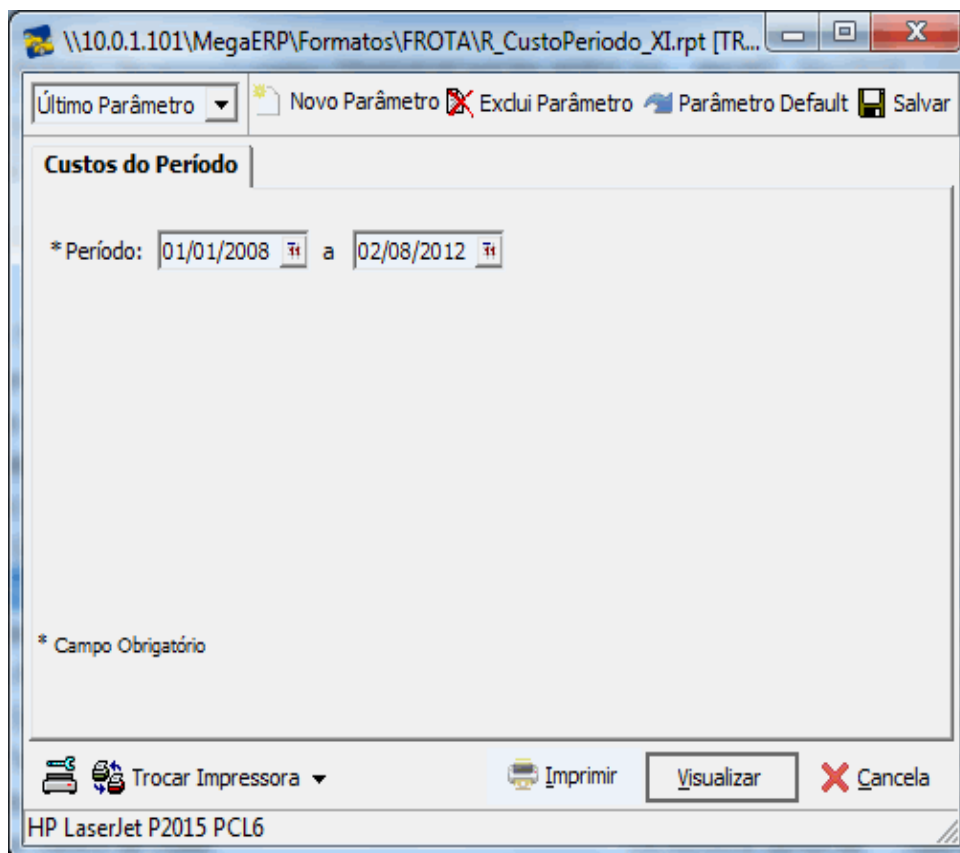 \\10.0.1.101\MegaERP\Formatos\FROTA\R_CustoPeriodo_XI.rpt [TR...
Último Parâmetro Novo Parâmetro Exclui Parâmetro Parâmetro Default Salvar
Custos do Período
* Período: 01/01/2008 a 02/08/2012
* Campo Obrigatório
Trocar Impressora Imprimir Visualizar Cancela
HP LaserJet P2015 PCL6